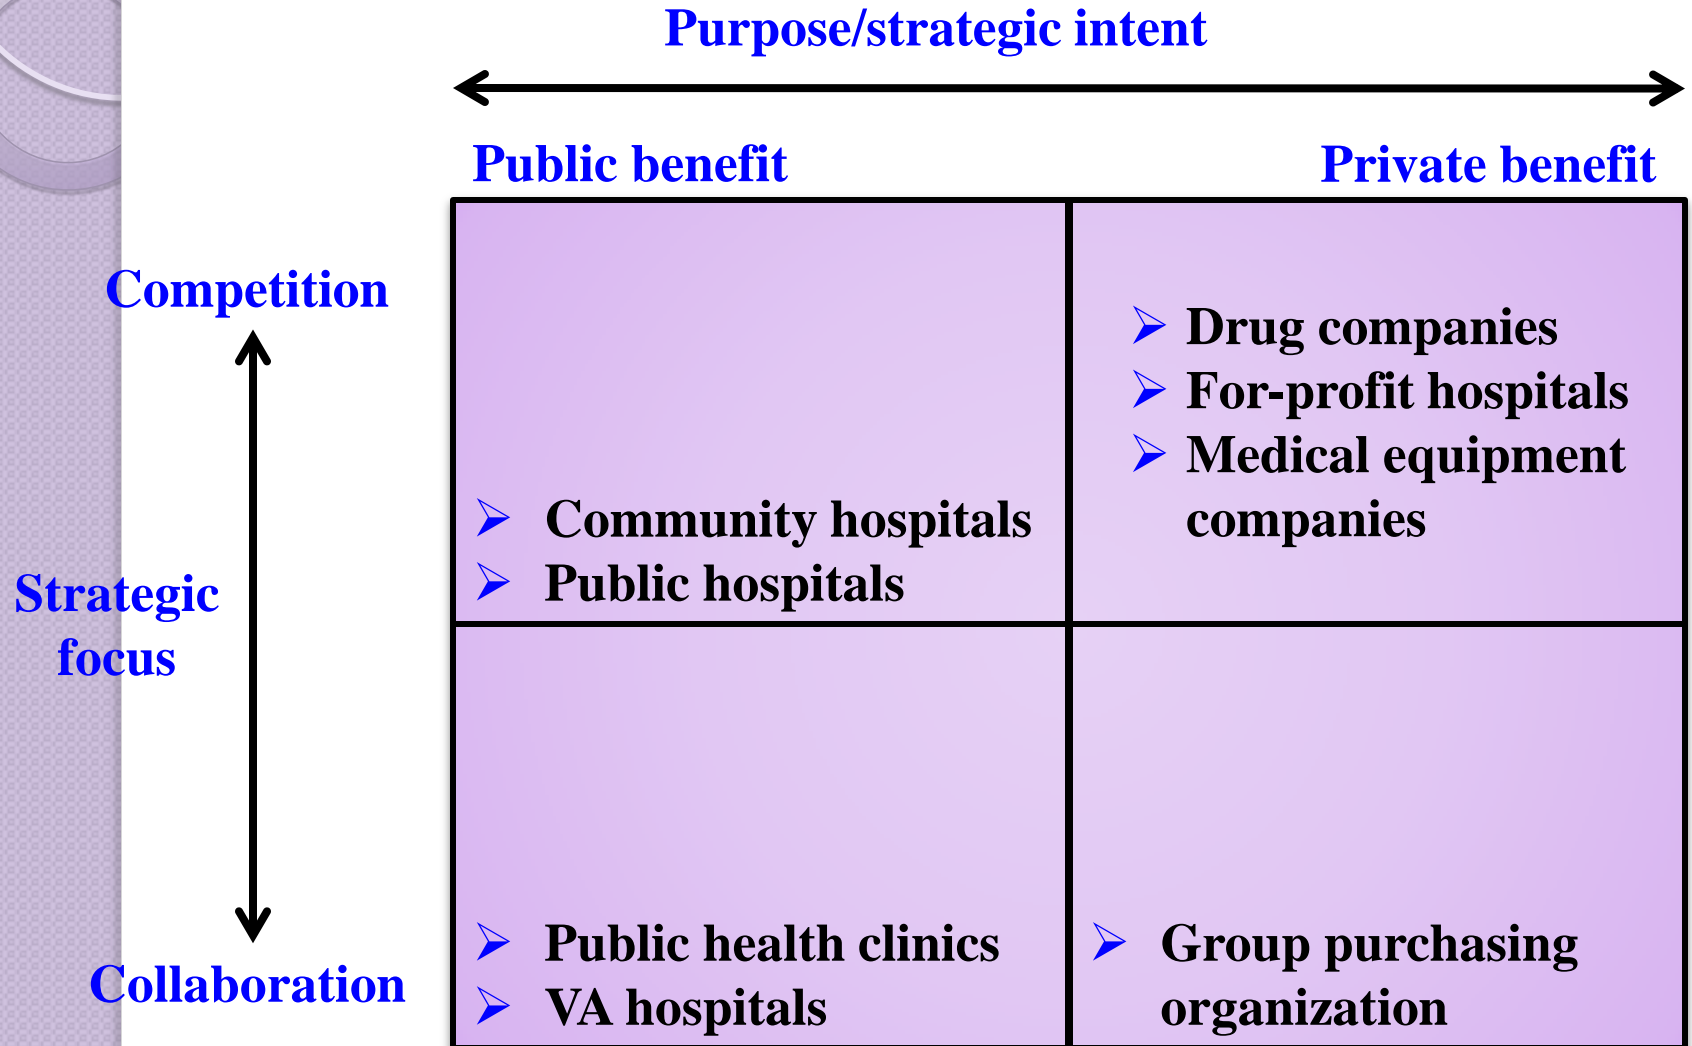 Purpose/strategic intent
Public benefit
Private benefit
Competition
Strategic
focus
Collaboration
➢ Community hospitals
➢ Public hospitals
➢ Drug companies
➢ For-profit hospitals
➢ Medical equipment
companies
➢ Public health clinics
➢ VA hospitals
➢ Group purchasing
organization